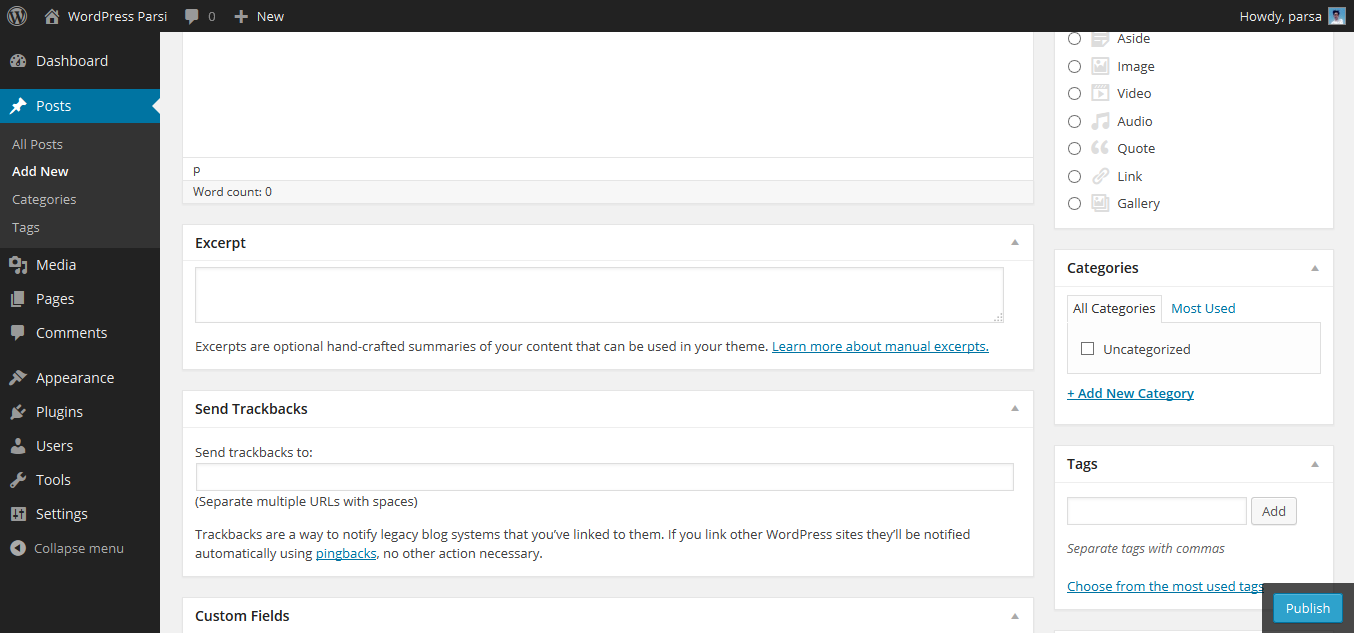 WordPress Parsi
0
New
Howdy, parsa
Dashboard
Posts
All Posts
Add New
Categories
Tags
Media
Pages
Comments
Appearance
Plugins
Users
Tools
Settings
Collapse menu
p
Word count: 0
Excerpt
Excerpts are optional hand-crafted summaries of your content that can be used in your theme. Learn more about manual excerpts.
Send Trackbacks
Send trackbacks to:
(Separate multiple URLs with spaces)
Trackbacks are a way to notify legacy blog systems that you’ve linked to them. If you link other WordPress sites they’ll be notified
automatically using pingbacks, no other action necessary.
Custom Fields
Aside
Image
Video
Audio
Quote
Link
Gallery
Categories
All Categories
Most Used
Uncategorized
+ Add New Category
Tags
Add
Separate tags with commas
Choose from the most used tags
Publish